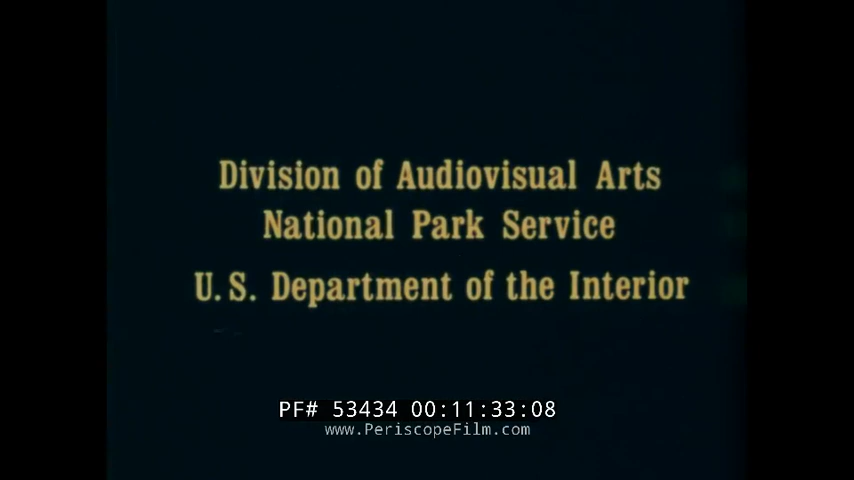 Division of Audiovisual Arts
National Park Service
U.S. Department of the Interior
PF# 53434 00:11:33:08
www.PeriscopeFilm.com